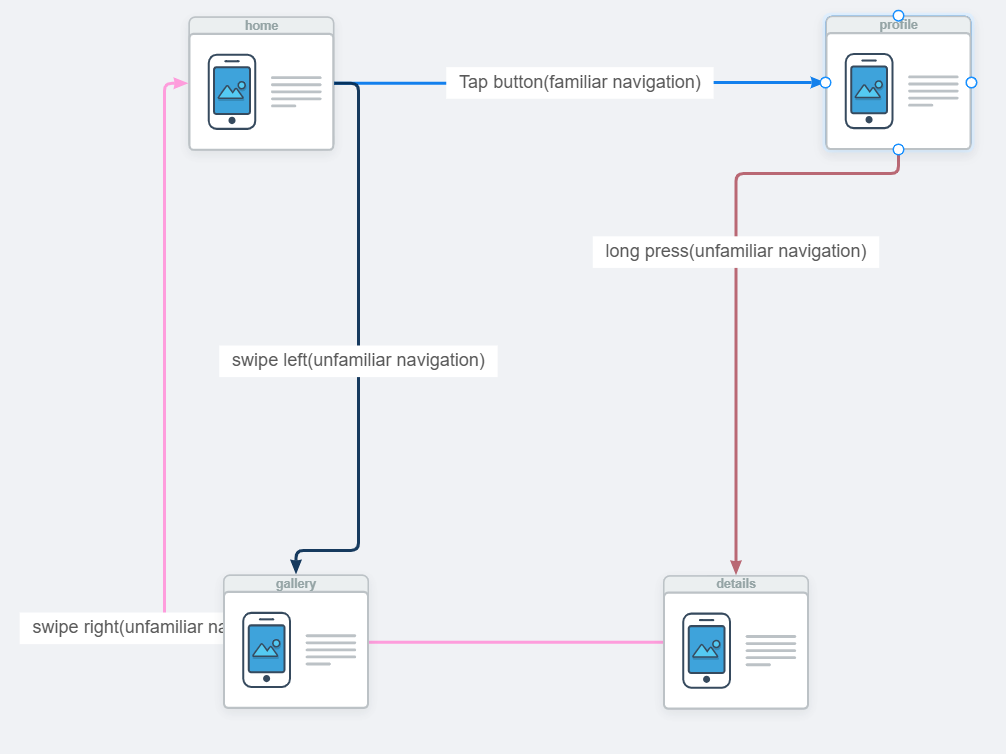 home
profile
Tap button(familiar navigation)
long press(unfamiliar navigation)
swipe left(unfamiliar navigation)
gallery
details
swipe right(unfamiliar